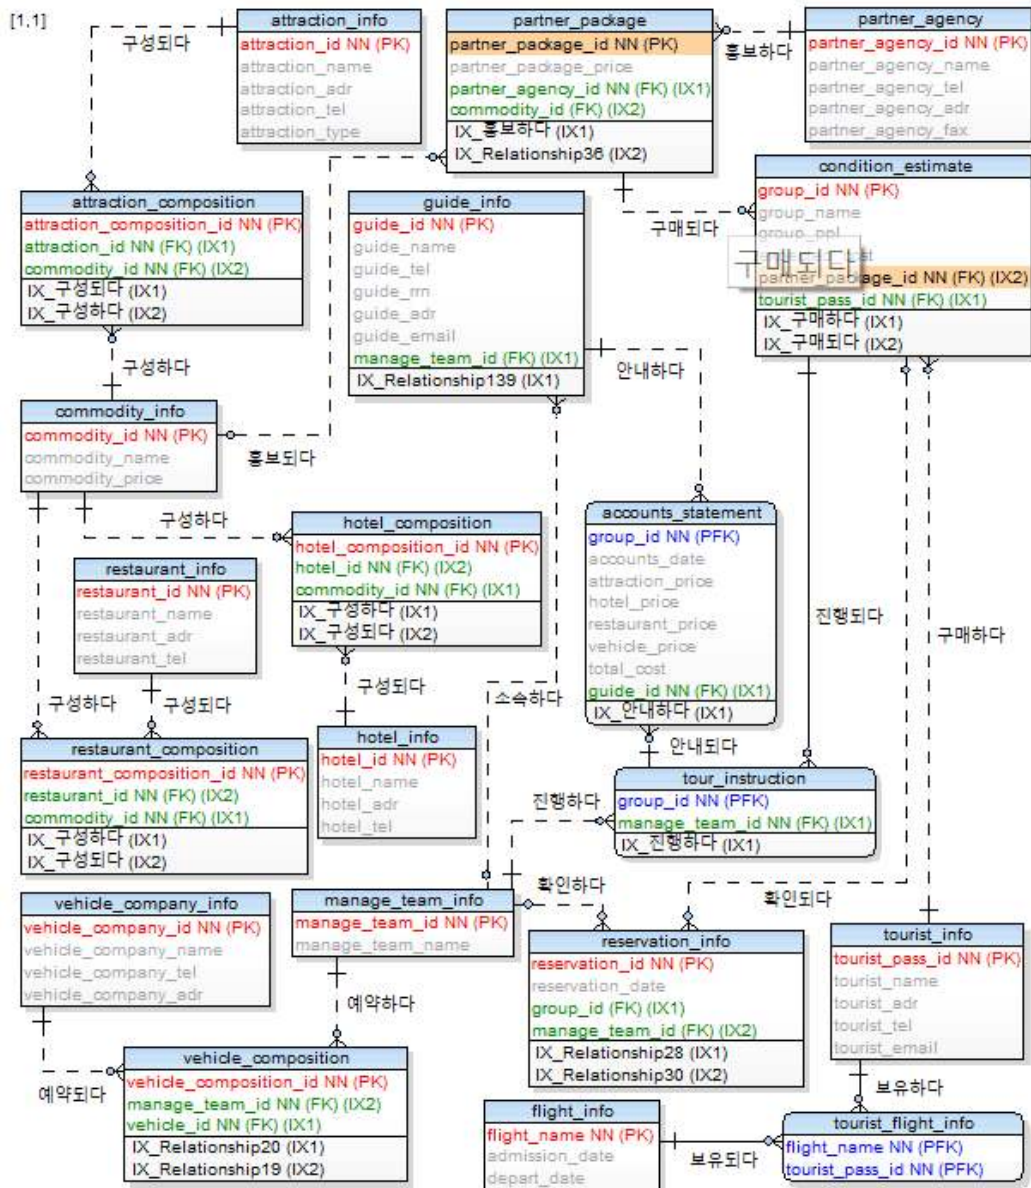 [1.1]
attraction_info
attraction_id NN (PK)
attraction_name
attraction_adr
attraction_tel
attraction_type
구성되다
partner_package
partner_package_id NN (PK)
partner_package_price
partner_agency_id NN (FK) (IX1)
commodity_id (FK) (IX2)
IX_홍보하다 (IX1)
IX_Relationship36 (IX2)
홍보하다
partner_agency
partner_agency_id NN (PK)
partner_agency_name
partner_agency_tel
partner_agency_adr
partner_agency_fax
attraction_composition
attraction_composition_id NN (PK)
attraction_id NN (FK) (IX1)
commodity_id NN (FK) (IX2)
IX_구성되다 (IX1)
IX_구성하다 (IX2)
구성하다
guide_info
guide_id NN (PK)
guide_name
guide_tel
guide_rrn
guide_adr
guide_email
manage_team_id (FK) (IX1)
IX_Relationship139 (IX1)
구매되다
구매되다
condition_estimate
group_id NN (PK)
group_name
group_ppl
partner_package_id NN (FK) (IX2)
tourist_pass_id NN (FK) (IX1)
IX_구매하다 (IX1)
IX_구매되다 (IX2)
안내하다
commodity_info
commodity_id NN (PK)
commodity_name
commodity_price
홍보되다
구성하다
hotel_composition
hotel_composition_id NN (PK)
hotel_id NN (FK) (IX2)
commodity_id NN (FK) (IX1)
IX_구성하다 (IX1)
IX_구성되다 (IX2)
restaurant_info
restaurant_id NN (PK)
restaurant_name
restaurant_adr
restaurant_tel
accounts_statement
group_id NN (PFK)
accounts_date
attraction_price
hotel_price
restaurant_price
vehicle_price
total_cost
guide_id NN (FK) (IX1)
IX_안내하다 (IX1)
진행되다
구매하다
구성하다
구성되다
구성되다
소속하다
안내되다
restaurant_composition
restaurant_composition_id NN (PK)
restaurant_id NN (FK) (IX2)
commodity_id NN (FK) (IX1)
IX_구성하다 (IX1)
IX_구성되다 (IX2)
hotel_info
hotel_id NN (PK)
hotel_name
hotel_adr
hotel_tel
진행하다
tour_instruction
group_id NN (PFK)
manage_team_id NN (FK) (IX1)
IX_진행하다 (IX1)
확인하다
확인되다
vehicle_company_info
vehicle_company_id NN (PK)
vehicle_company_name
vehicle_company_tel
vehicle_company_adr
manage_team_info
manage_team_id NN (PK)
manage_team_name
예약하다
reservation_info
reservation_id NN (PK)
reservation_date
group_id (FK) (IX1)
manage_team_id (FK) (IX2)
IX_Relationship28 (IX1)
IX_Relationship30 (IX2)
tourist_info
tourist_pass_id NN (PK)
tourist_name
tourist_adr
tourist_tel
tourist_email
보유하다
예약되다
vehicle_composition
vehicle_composition_id NN (PK)
manage_team_id NN (FK) (IX2)
vehicle_id NN (FK) (IX1)
IX_Relationship20 (IX1)
IX_Relationship19 (IX2)
flight_info
flight_name NN (PK)
admission_date
depart_date
보유되다
tourist_flight_info
flight_name NN (PFK)
tourist_pass_id NN (PFK)